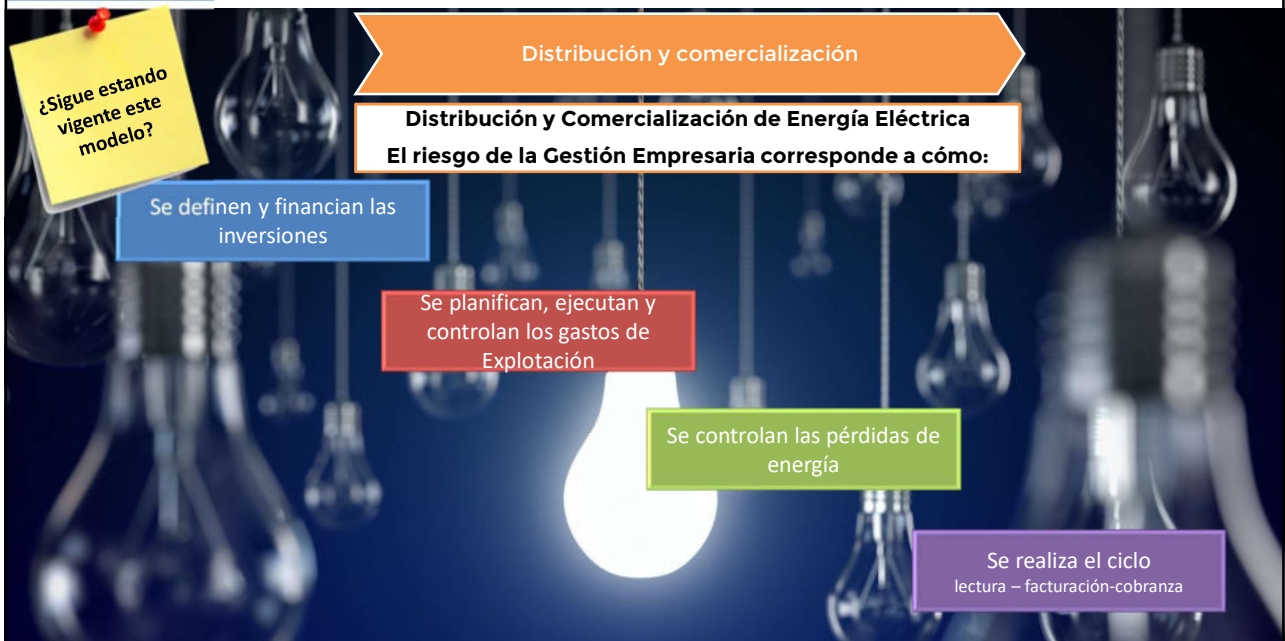 ¿Sigue estando
vigente este
modelo?
Distribución y comercialización
Distribución y Comercialización de Energía Eléctrica
El riesgo de la Gestión Empresaria corresponde a cómo:
Se definen y financian las
inversiones
Se planifican, ejecutan y
controlan los gastos de
Explotación
Se controlan las pérdidas de
energía
Se realiza el ciclo
lectura – facturación-cobranza